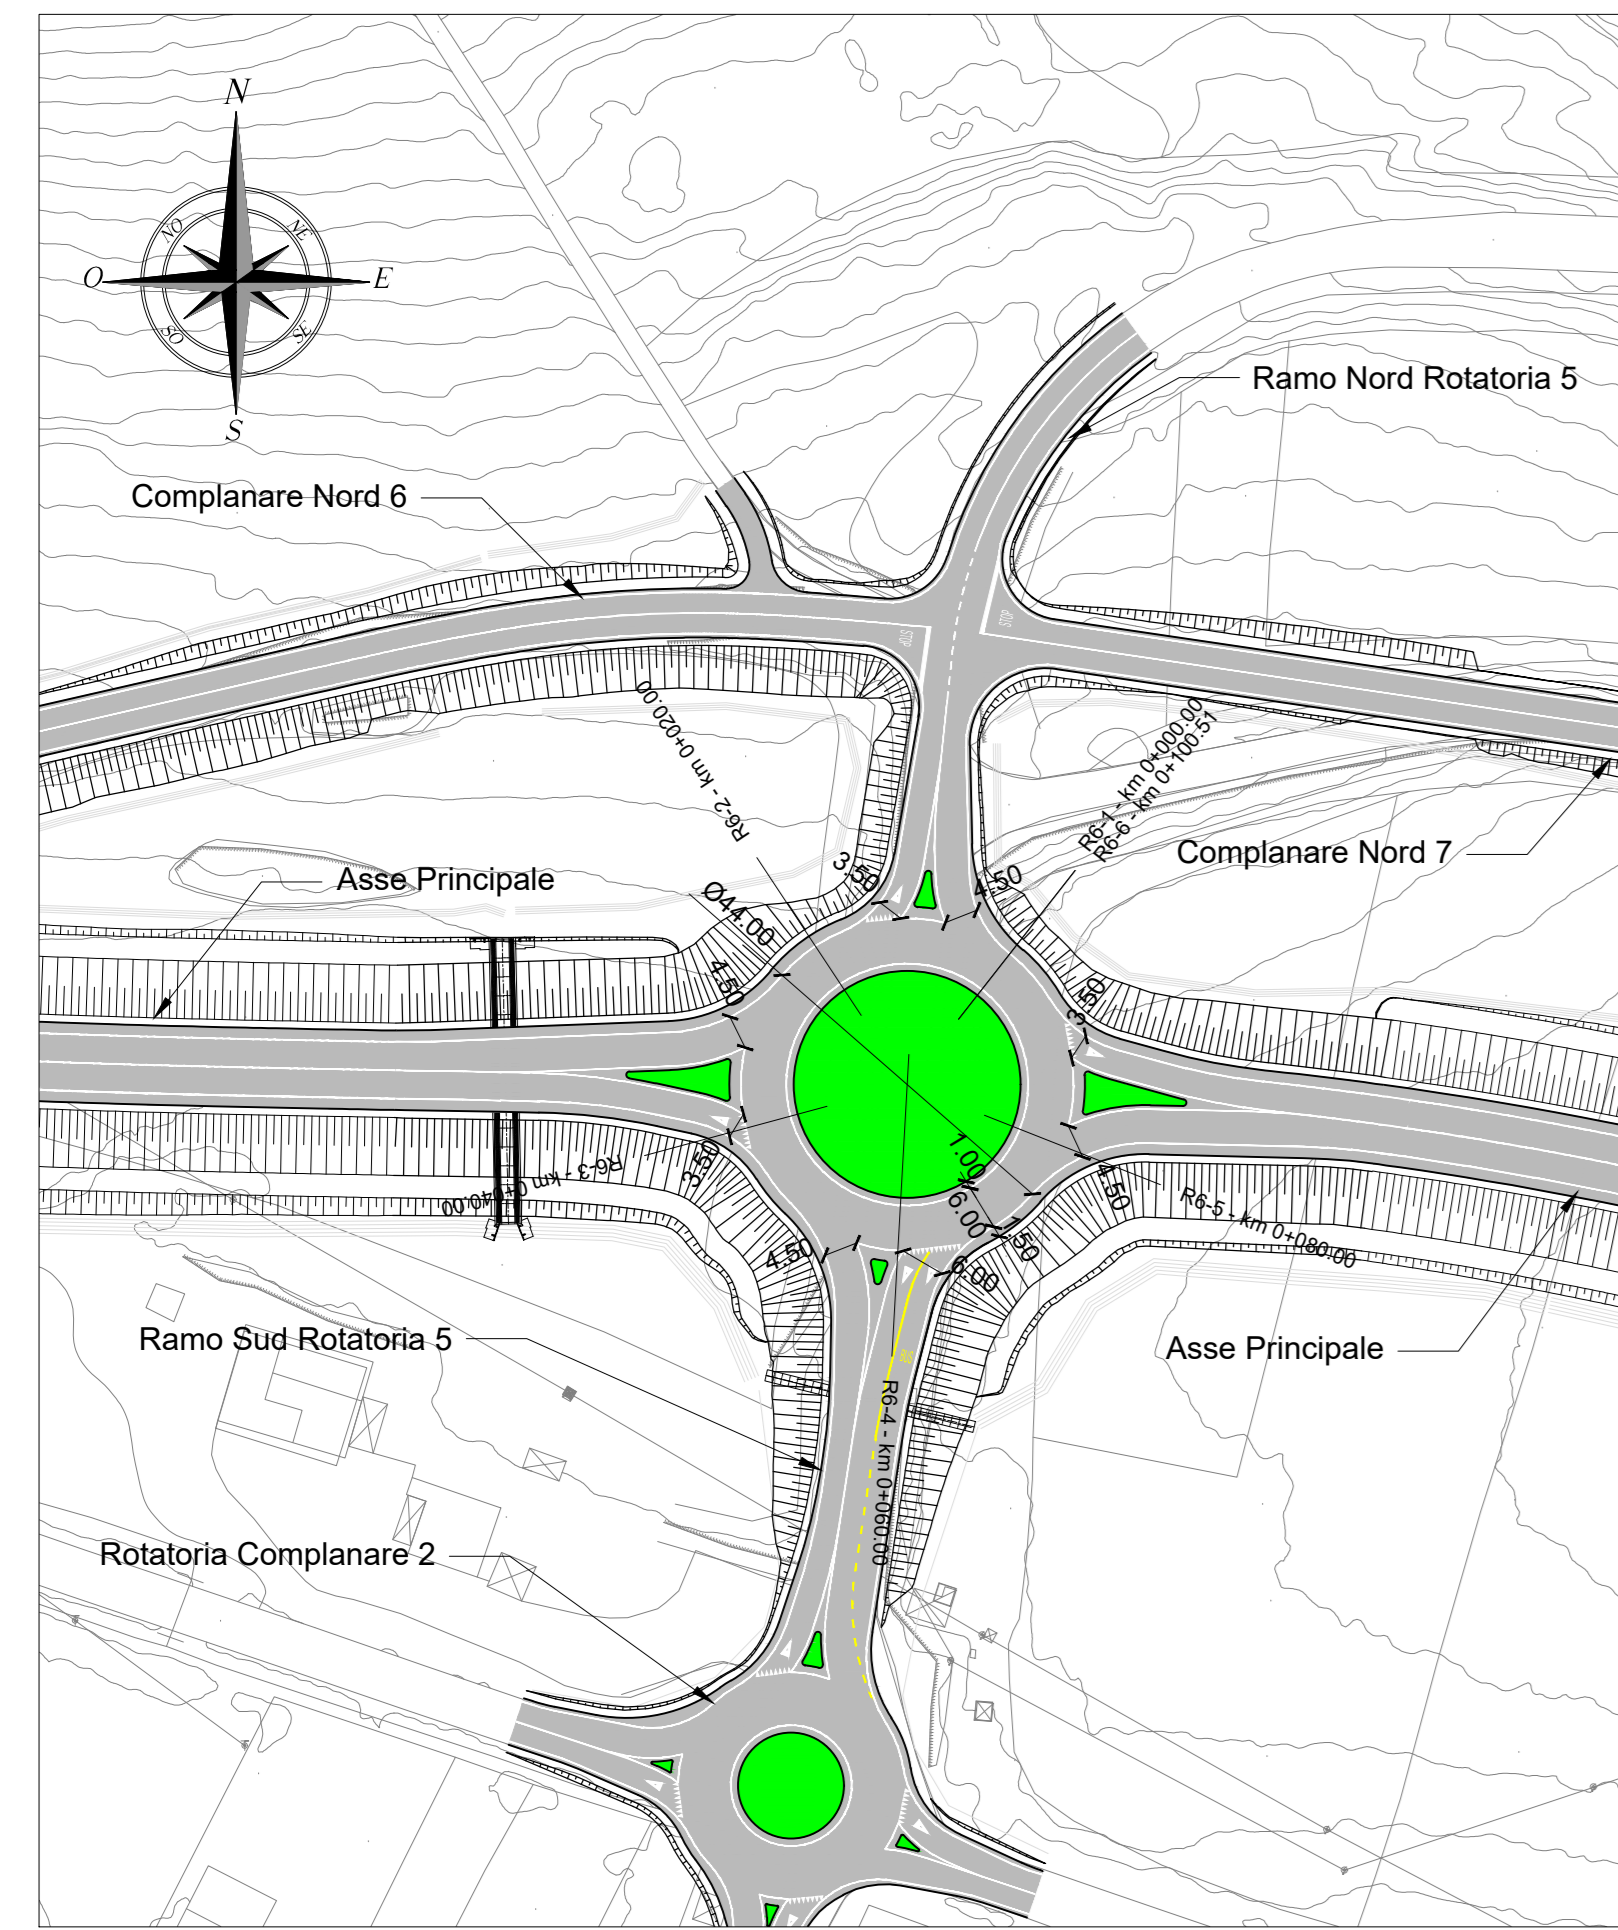 N
NO
NE
O
E
SO
SE
S
Ramo Nord Rotatoria 5
Complanare Nord 6
STOP
STOP
R6-2 - km 0+020.00
R6-1 - km 0+000.00
R6-6 - km 0+100.51
Complanare Nord 7
Asse Principale
3.50
4.50
Ø44.00
4.50
3.50
R6-3 - km 0+040.00
3.50
1.00
6.00
1.50
4.50
R6-5 - km 0+080.00
4.50
6.00
Ramo Sud Rotatoria 5
Asse Principale
BUS
R6-4 - km 0+060.00
Rotatoria Complanare 2